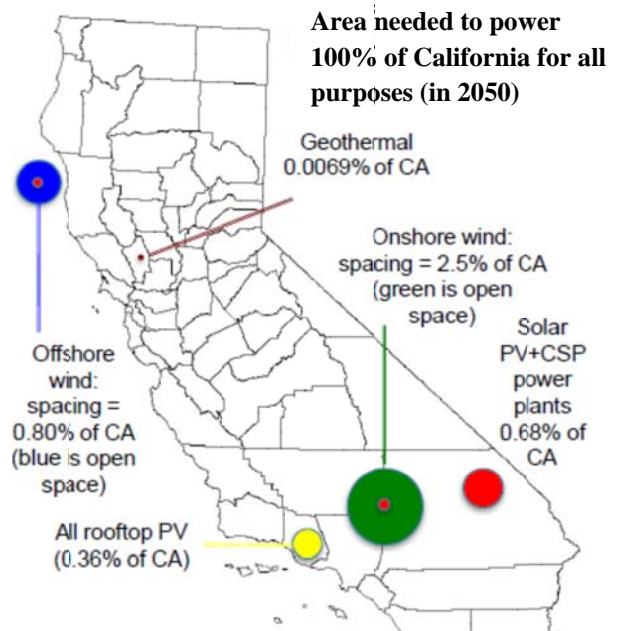 Area needed to power
100% of California for all
purposes (in 2050)
Geothermal
0.0069% of CA
Onshore wind:
spacing = 2.5% of CA
(green is open
space)
Solar
PV+CSP
power
plants
0.68% of
CA
Offshore
wind:
spacing =
0.80% of CA
(blue is open
space)
All rooftop PV
(0.36% of CA)